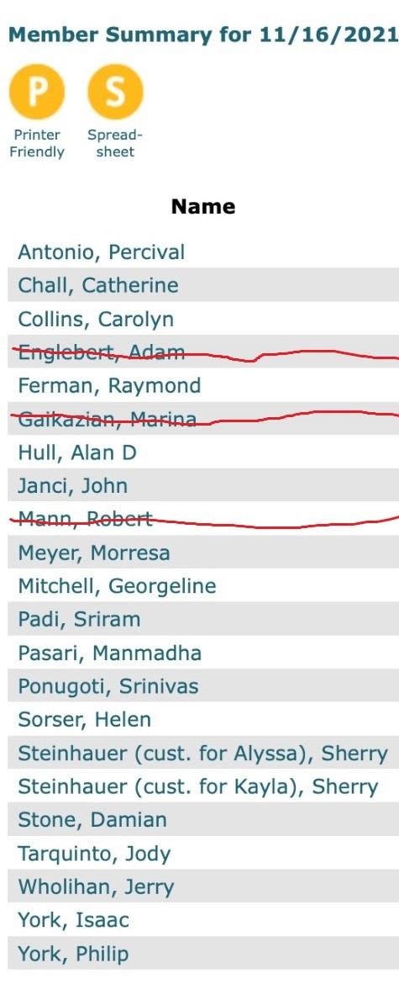 Member Summary for 11/16/2021
P S
Printer Spread-
Friendly sheet
Name
Antonio, Percival
Chall, Catherine
Collins, Carolyn
Englebert, Adam
Ferman, Raymond
Gaikazian, Marina
Hull, Alan D
Janci, John
Mann, Robert
Meyer, Morresa
Mitchell, Georgeline
Padi, Sriram
Pasari, Manmadha
Ponugoti, Srinivas
Sorser, Helen
Steinhauer (cust. for Alyssa), Sherry
Steinhauer (cust. for Kayla), Sherry
Stone, Damian
Tarquinto, Jody
Wholihan, Jerry
York, Isaac
York, Philip